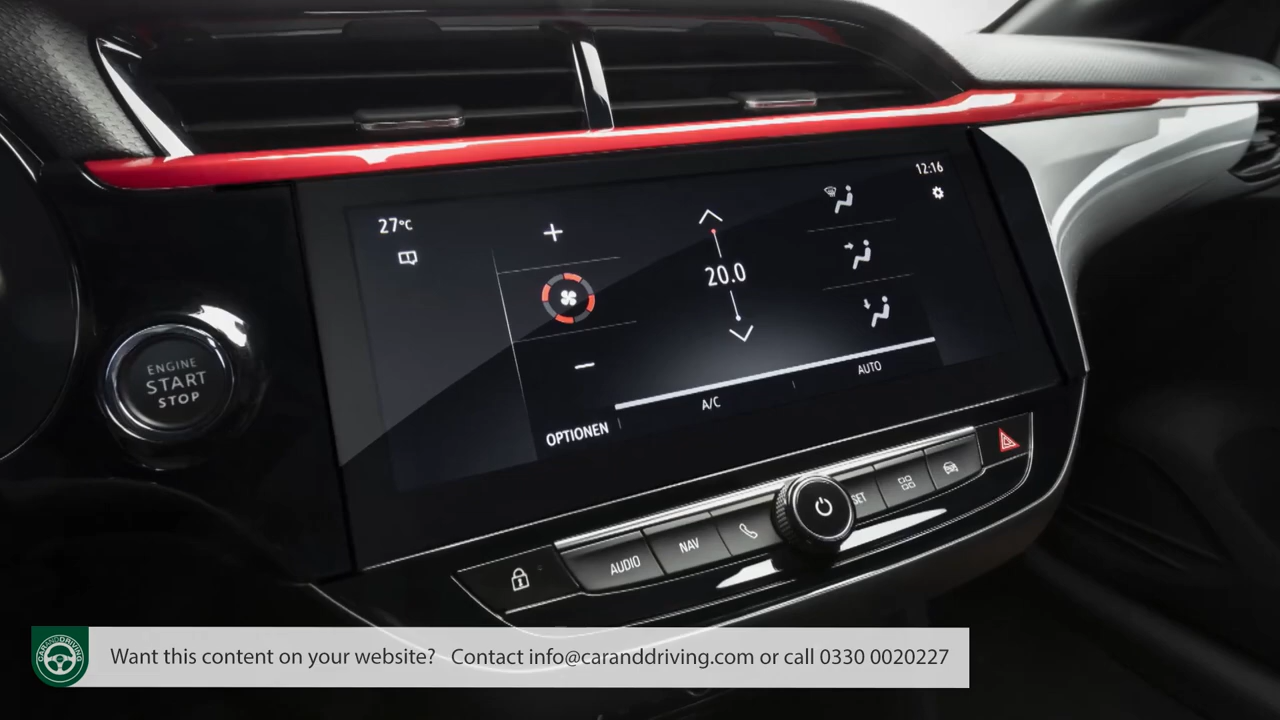 12:16
27°C
20.0
ENGINE
START
STOP
A/C
AUTO
OPTIONEN
AUDIO
NAV
SET
CARANDDRIVING
Want this content on your website? Contact info@caranddriving.com or call 0330 0020227